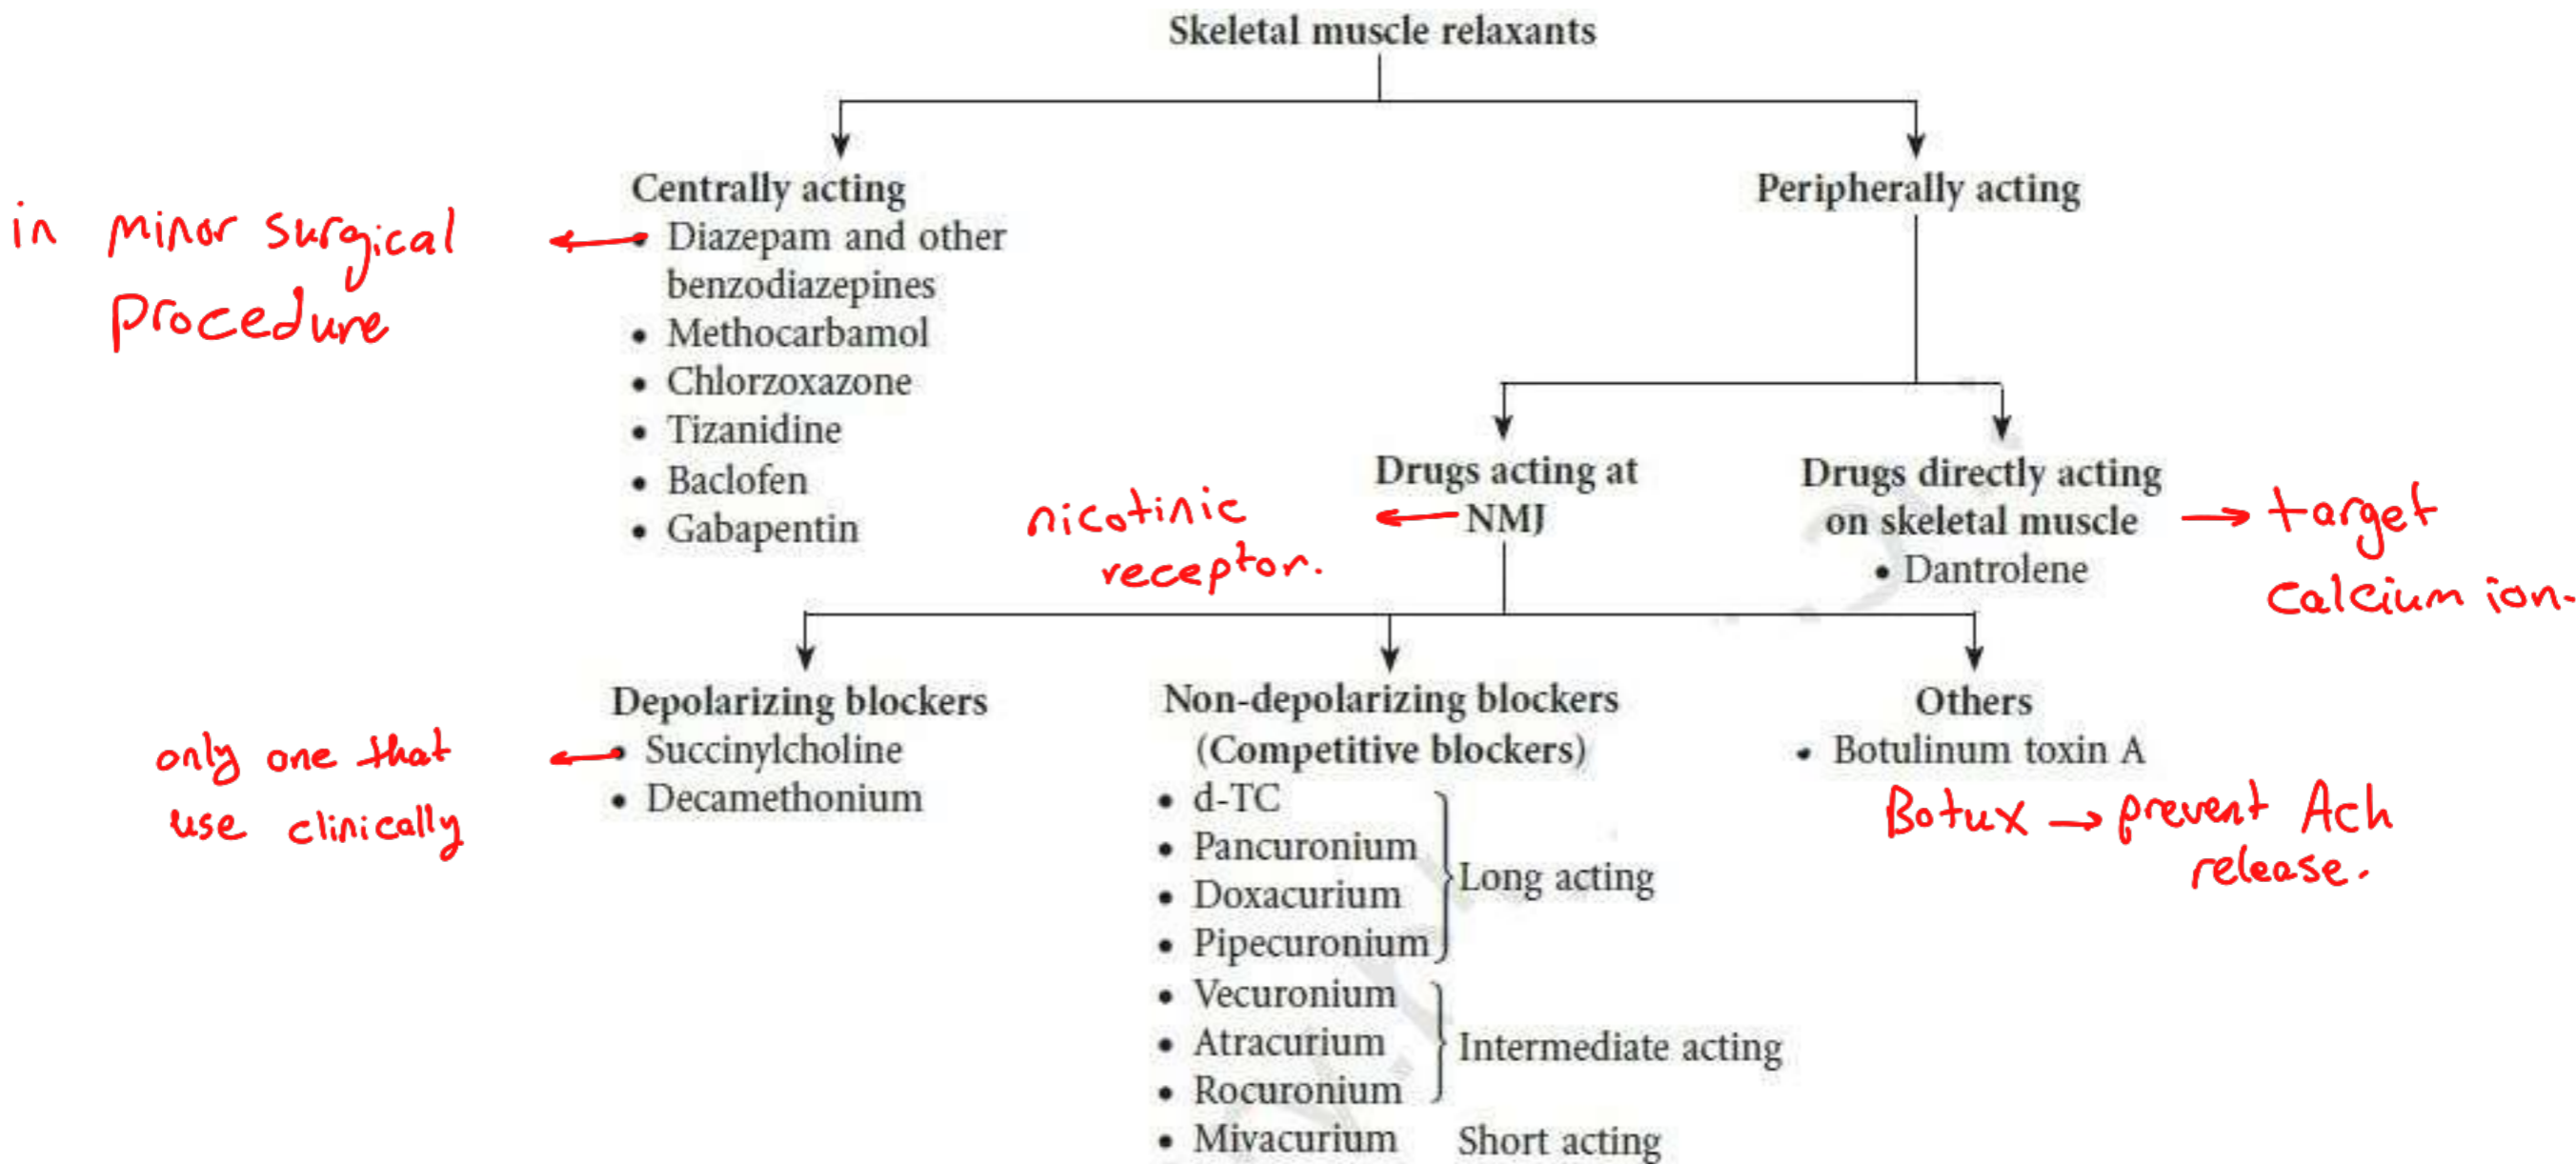 Skeletal muscle relaxants
Centrally acting
• Diazepam and other
benzodiazepines
• Methocarbamol
• Chlorzoxazone
• Tizanidine
• Baclofen
• Gabapentin
in minor surgical
procedure
Peripherally acting
Drugs acting at
NMJ
nicotinic
receptor.
Drugs directly acting
on skeletal muscle
• Dantrolene
target
calcium ion.
Depolarizing blockers
• Succinylcholine
• Decamethonium
only one that
use clinically
Non-depolarizing blockers
(Competitive blockers)
• d-TC
• Pancuronium
• Doxacurium
• Pipecuronium
Long acting
• Vecuronium
• Atracurium
• Rocuronium
Intermediate acting
• Mivacurium Short acting
Others
• Botulinum toxin A
Botux → prevent Ach
release.